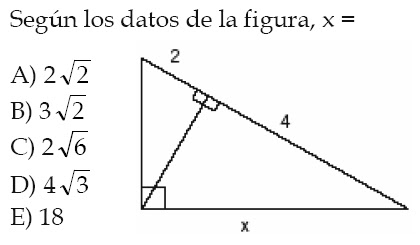 Según los datos de la figura, x =
A) 2√2
B) 3√2
C) 2√6
D) 4√3
E) 18
2
4
x